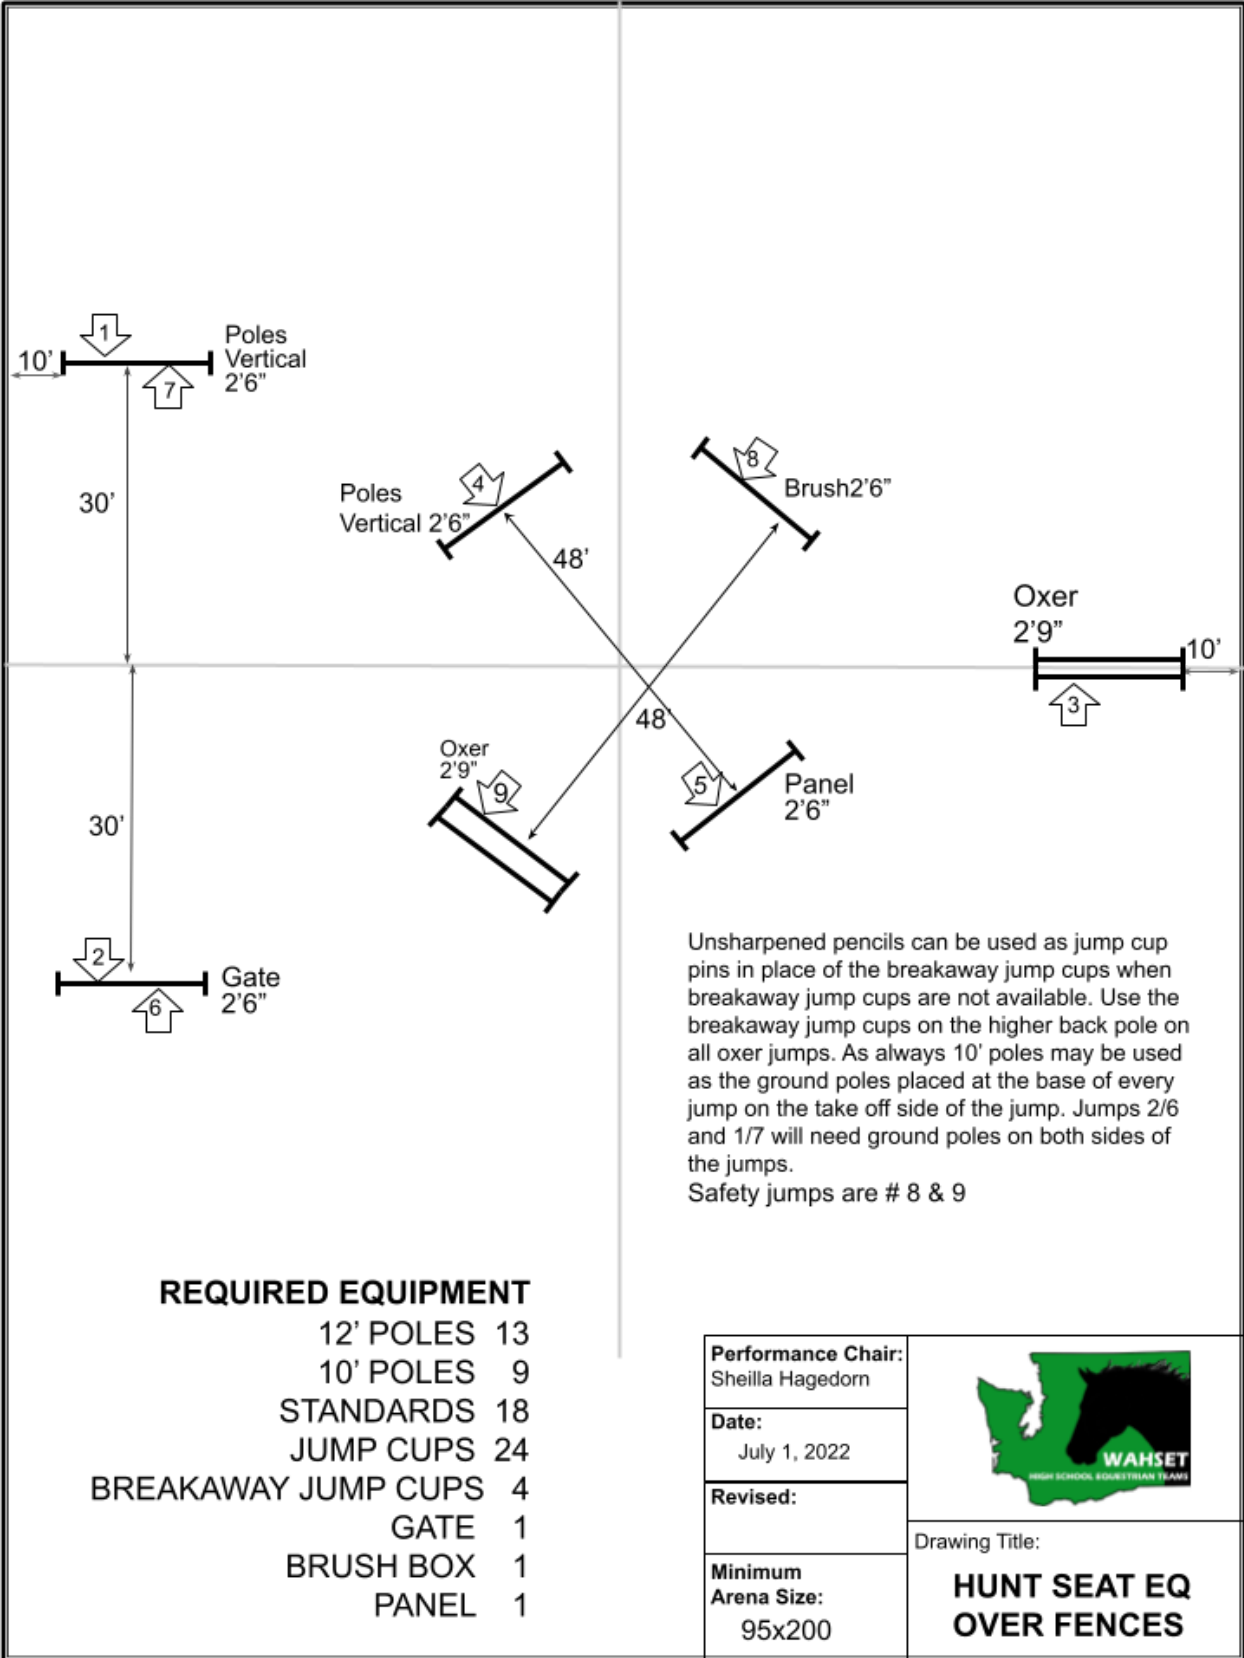 1
10’
Poles
Vertical
2’6”
7
30’
4
Poles
Vertical 2’6”
8
Brush2’6”
48’
Oxer
2’9”
10’
3
48’
Oxer
2’9”
9
5
Panel
2’6”
30’
2
Gate
2’6”
6
Unsharpened pencils can be used as jump cup
pins in place of the breakaway jump cups when
breakaway jump cups are not available. Use the
breakaway jump cups on the higher back pole on
all oxer jumps. As always 10’ poles may be used
as the ground poles placed at the base of every
jump on the take off side of the jump. Jumps 2/6
and 1/7 will need ground poles on both sides of
the jumps.
Safety jumps are # 8 & 9
REQUIRED EQUIPMENT
12’ POLES 13
10’ POLES 9
STANDARDS 18
JUMP CUPS 24
BREAKAWAY JUMP CUPS 4
GATE 1
BRUSH BOX 1
PANEL 1
Performance Chair:
Sheilla Hagedorn
Date:
July 1, 2022
Revised:
Minimum
Arena Size:
95x200
WAHSET
HIGH SCHOOL EQUESTRIAN TEAMS
Drawing Title:
HUNT SEAT EQ
OVER FENCES